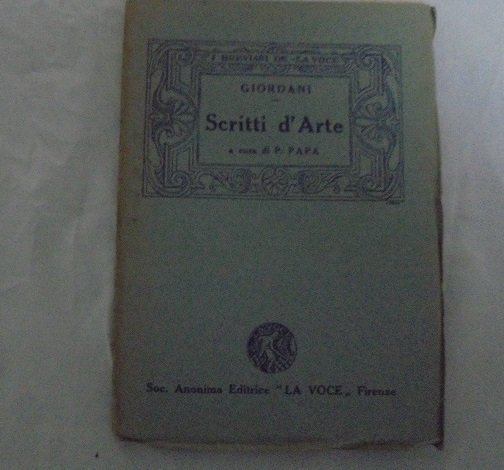 I BREVIARI DE «LA VOCE»
GIORDANI
Scritti d'Arte
a cura di P. PAPA
Soc. Anonima Editrice "LA VOCE„ Firenze